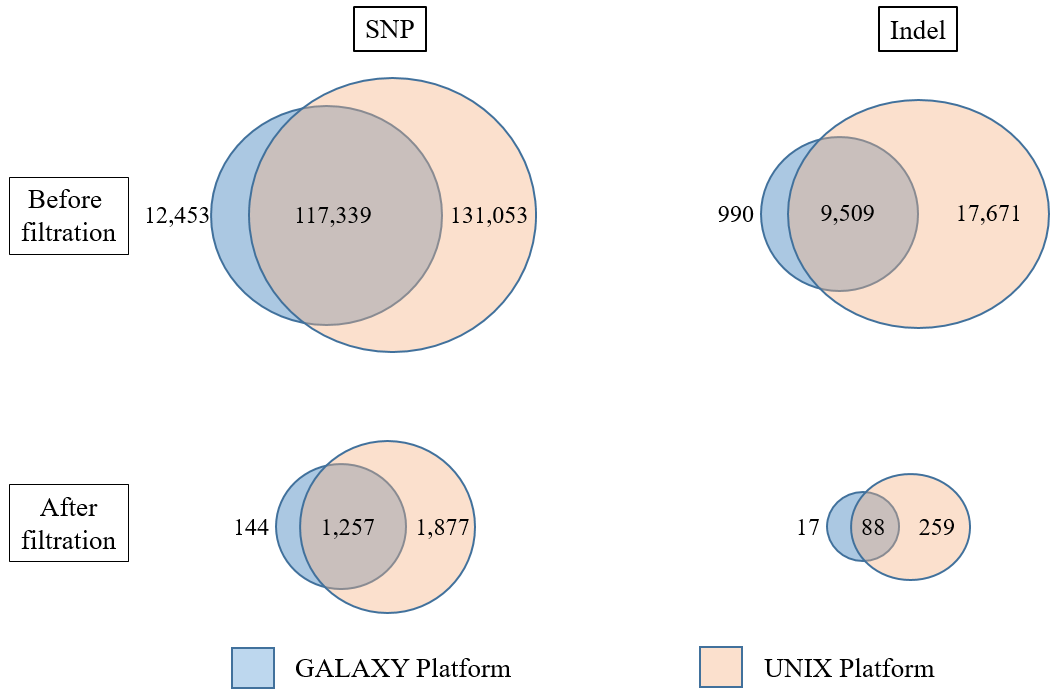 SNP
Indel
Before
filtration
12,453
117,339
131,053
990
9,509
17,671
After
filtration
144
1,257
1,877
17
88
259
GALAXY Platform
UNIX Platform